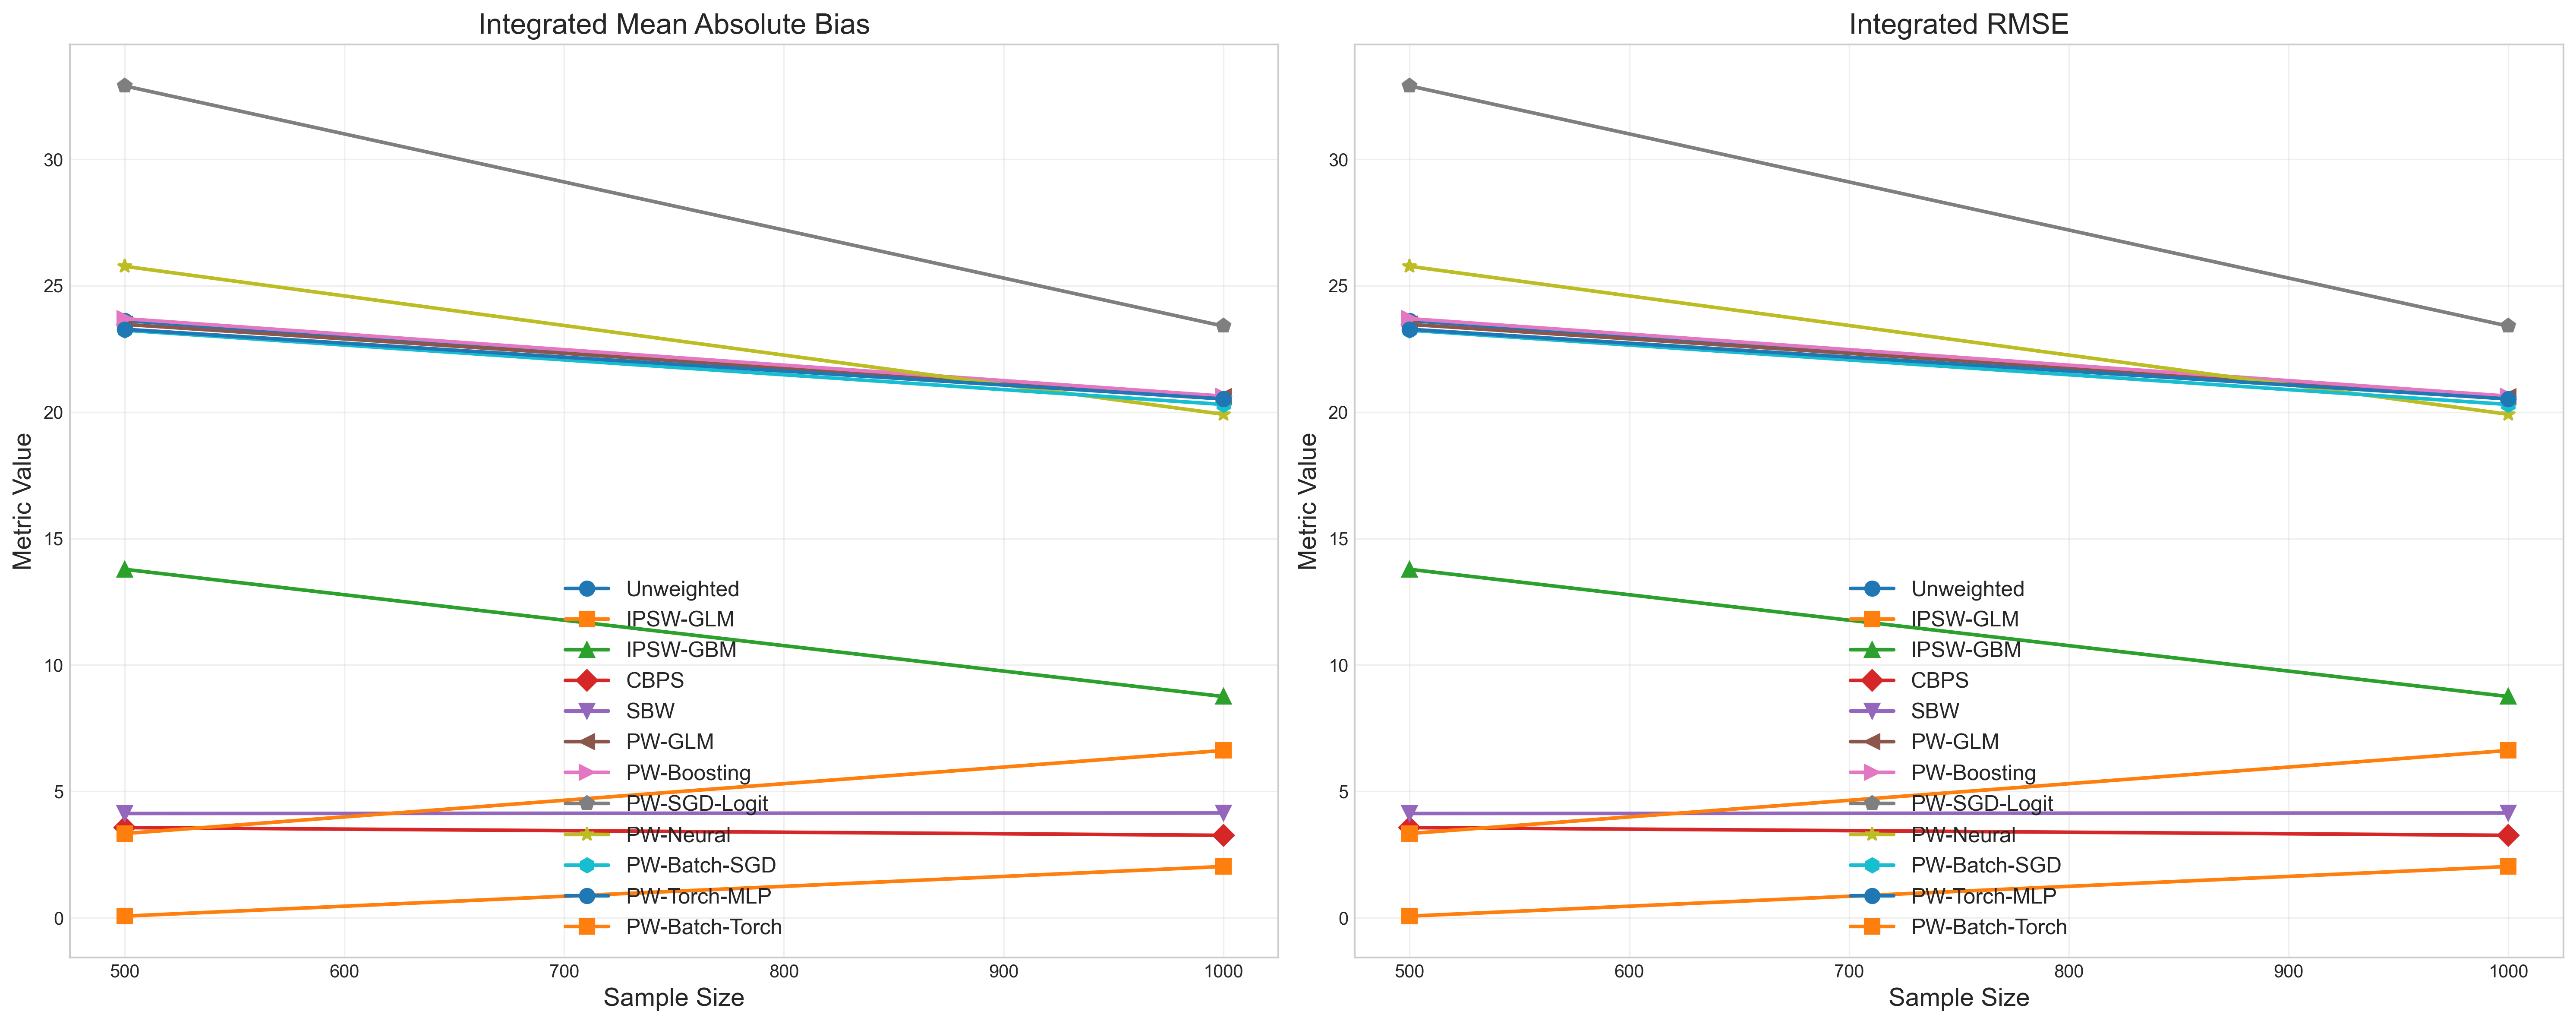 Integrated Mean Absolute Bias
Metric Value
30
25
20
15
10
5
0
Unweighted
IPSW-GLM
IPSW-GBM
CBPS
SBW
PW-GLM
PW-Boosting
PW-SGD-Logit
PW-Neural
PW-Batch-SGD
PW-Torch-MLP
PW-Batch-Torch
500 600 700 800 900 1000
Sample Size
Integrated RMSE
Metric Value
30
25
20
15
10
5
0
Unweighted
IPSW-GLM
IPSW-GBM
CBPS
SBW
PW-GLM
PW-Boosting
PW-SGD-Logit
PW-Neural
PW-Batch-SGD
PW-Torch-MLP
PW-Batch-Torch
500 600 700 800 900 1000
Sample Size